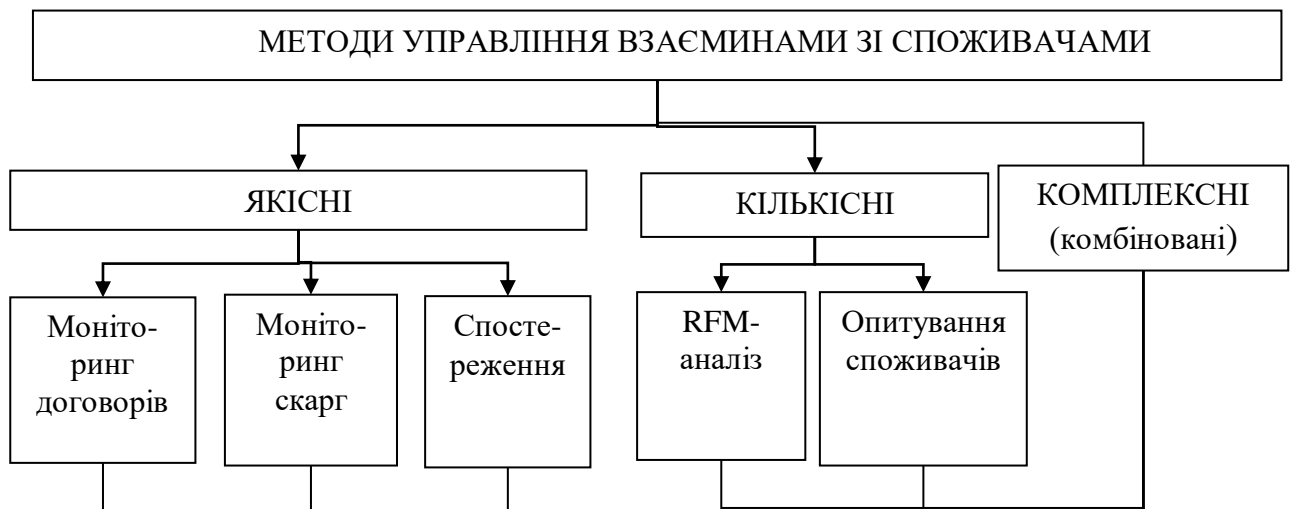 МЕТОДИ УПРАВЛІННЯ ВЗАЄМИНАМИ ЗІ СПОЖИВАЧАМИ
ЯКІСНІ
КІЛЬКІСНІ
КОМПЛЕКСНІ
(комбіновані)
Моніто-
ринг
договорів
Моніто-
ринг
скарг
Спосте-
реження
RFM-
аналіз
Опитування
споживачів